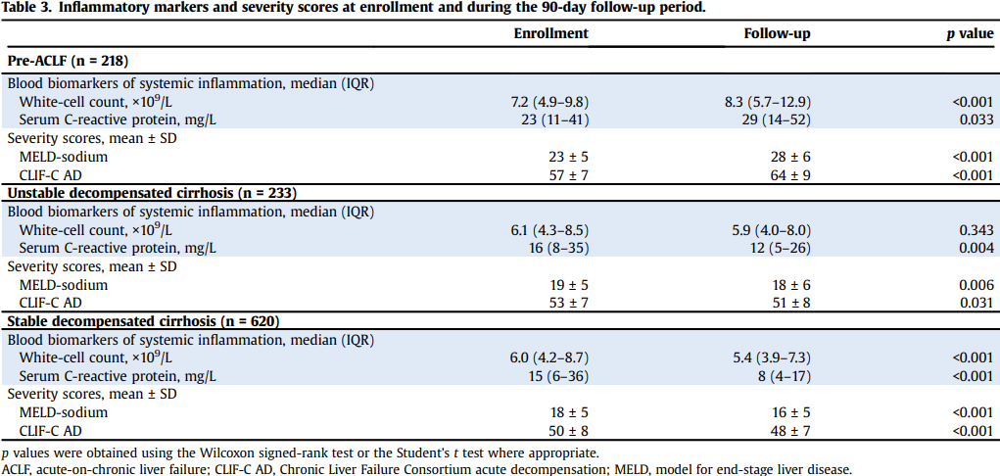 Table 3. Inflammatory markers and severity scores at enrollment and during the 90-day follow-up period.
Enrollment Follow-up p value
Pre-ACLF (n = 218)
Blood biomarkers of systemic inflammation, median (IQR)
White-cell count, ×10⁹/L 7.2 (4.9–9.8) 8.3 (5.7–12.9) <0.001
Serum C-reactive protein, mg/L 23 (11–41) 29 (14–52) 0.033
Severity scores, mean ± SD
MELD-sodium 23 ± 5 28 ± 6 <0.001
CLIF-C AD 57 ± 7 64 ± 9 <0.001
Unstable decompensated cirrhosis (n = 233)
Blood biomarkers of systemic inflammation, median (IQR)
White-cell count, ×10⁹/L 6.1 (4.3–8.5) 5.9 (4.0–8.0) 0.343
Serum C-reactive protein, mg/L 16 (8–35) 12 (5–26) 0.004
Severity scores, mean ± SD
MELD-sodium 19 ± 5 18 ± 6 0.006
CLIF-C AD 53 ± 7 51 ± 8 0.031
Stable decompensated cirrhosis (n = 620)
Blood biomarkers of systemic inflammation, median (IQR)
White-cell count, ×10⁹/L 6.0 (4.2–8.7) 5.4 (3.9–7.3) <0.001
Serum C-reactive protein, mg/L 15 (6–36) 8 (4–17) <0.001
Severity scores, mean ± SD
MELD-sodium 18 ± 5 16 ± 5 <0.001
CLIF-C AD 50 ± 8 48 ± 7 <0.001
p values were obtained using the Wilcoxon signed-rank test or the Student's t test where appropriate.
ACLF, acute-on-chronic liver failure; CLIF-C AD, Chronic Liver Failure Consortium acute decompensation; MELD, model for end-stage liver disease.